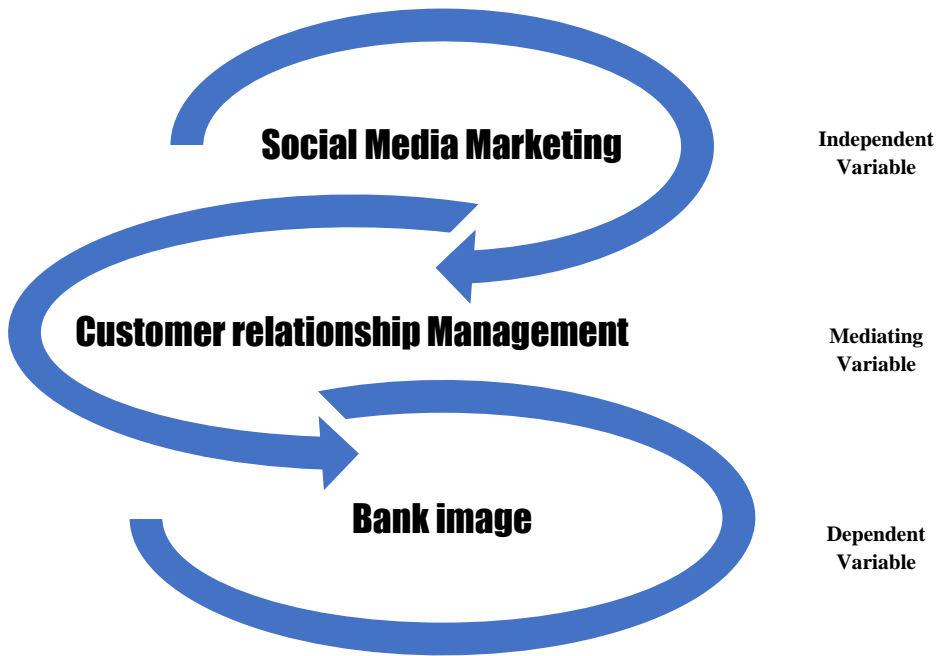 Social Media Marketing
Independent
Variable
Customer relationship Management
Mediating
Variable
Bank image
Dependent
Variable